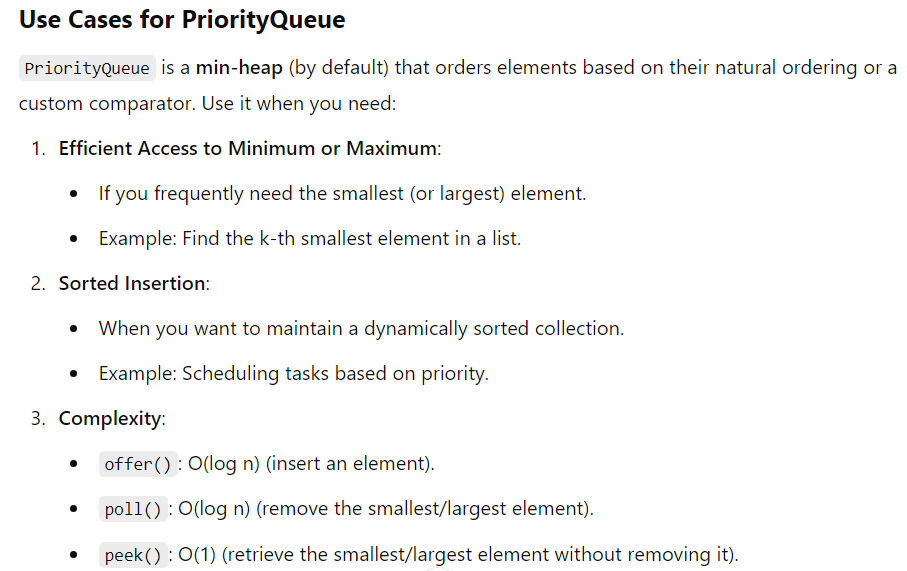 Use Cases for PriorityQueue
PriorityQueue is a min-heap (by default) that orders elements based on their natural ordering or a
custom comparator. Use it when you need:
1. Efficient Access to Minimum or Maximum:
• If you frequently need the smallest (or largest) element.
• Example: Find the k-th smallest element in a list.
2. Sorted Insertion:
• When you want to maintain a dynamically sorted collection.
• Example: Scheduling tasks based on priority.
3. Complexity:
• offer(): O(log n) (insert an element).
• poll(): O(log n) (remove the smallest/largest element).
• peek(): O(1) (retrieve the smallest/largest element without removing it).